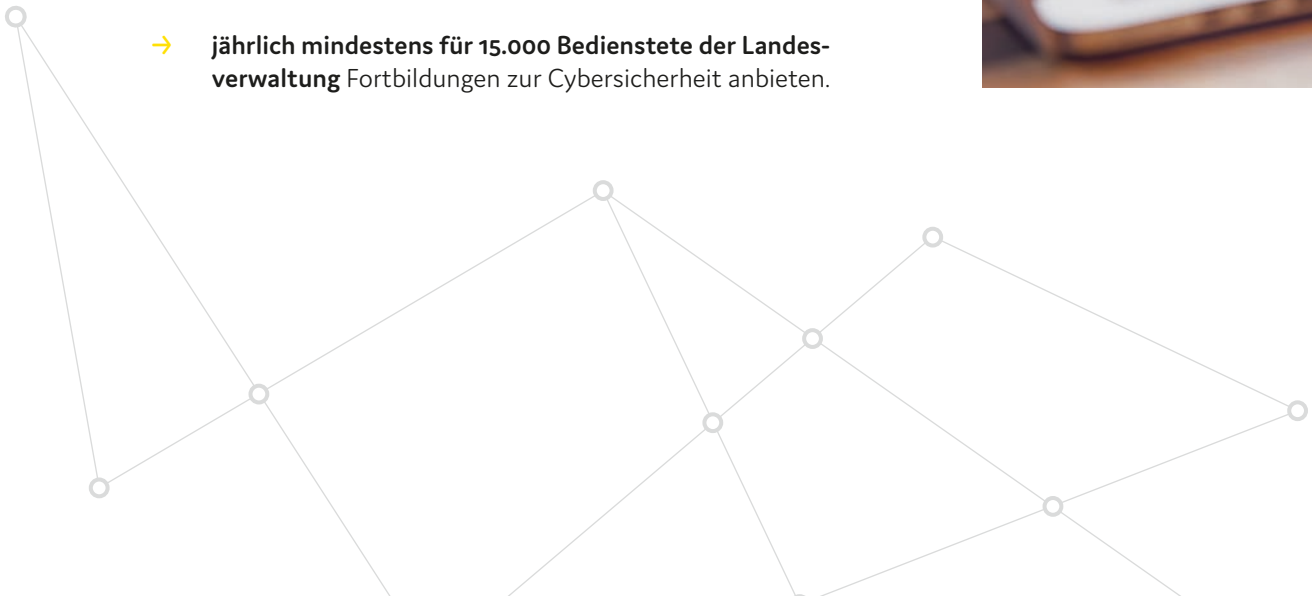 → jährlich mindestens für 15.000 Bedienstete der Landes-
verwaltung Fortbildungen zur Cybersicherheit anbieten.